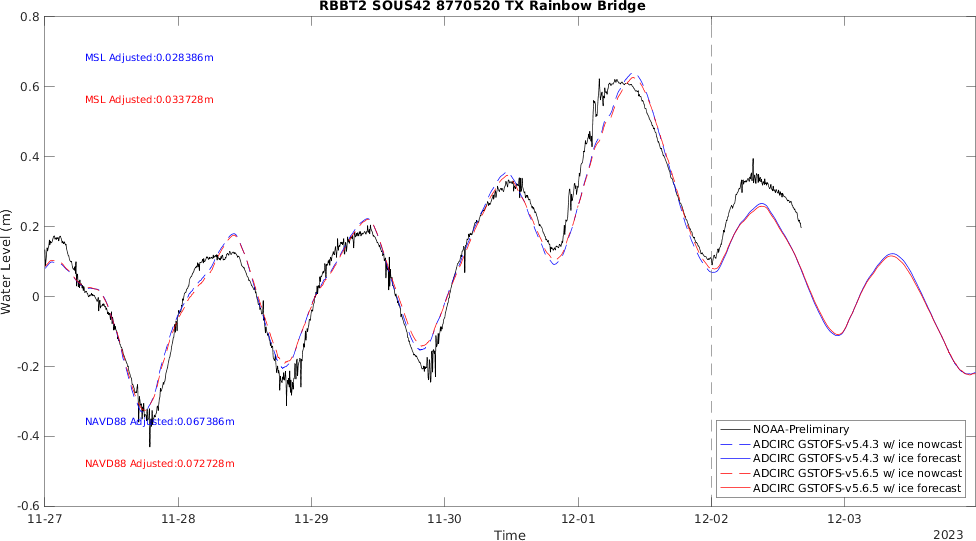 RBBT2 SOUS42 8770520 TX Rainbow Bridge
0.8
0.6
0.4
0.2
0
-0.2
-0.4
-0.6
Water Level (m)
MSL Adjusted:0.028386m
MSL Adjusted:0.033728m
NAVD88 Adjusted:0.067386m
NAVD88 Adjusted:0.072728m
NOAA-Preliminary
ADCIRC GSTOFS-v5.4.3 w/ ice nowcast
ADCIRC GSTOFS-v5.4.3 w/ ice forecast
ADCIRC GSTOFS-v5.6.5 w/ ice nowcast
ADCIRC GSTOFS-v5.6.5 w/ ice forecast
11-27 11-28 11-29 11-30 12-01 12-02 12-03
Time
2023